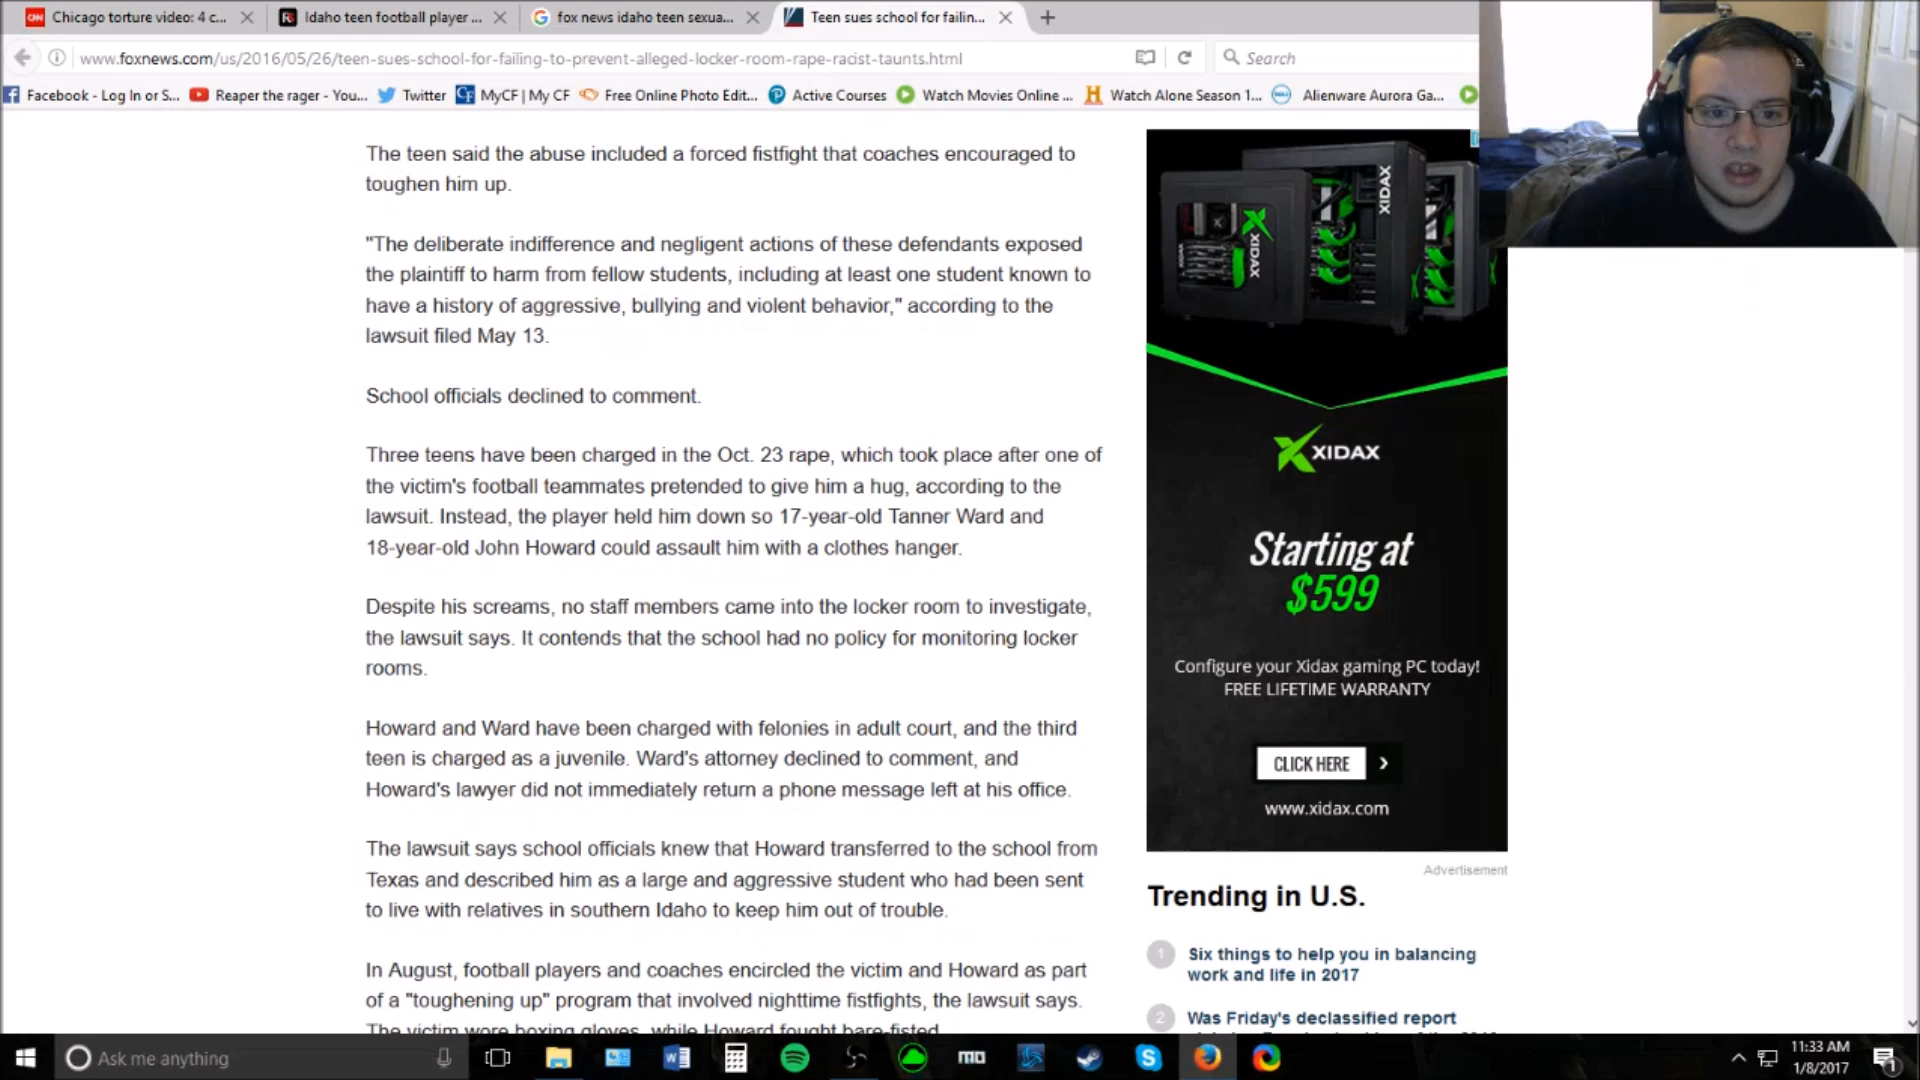 Chicago torture video: 4 c...
Idaho teen football player ...
fox news idaho teen sexua...
Teen sues school for failin...
www.foxnews.com/us/2016/05/26/teen-sues-school-for-failing-to-prevent-alleged-locker-room-rape-racist-taunts.html
Search
Facebook - Log In or S...
Reaper the rager - You...
Twitter
MyCF | My CF
Free Online Photo Edit...
Active Courses
Watch Movies Online ...
Watch Alone Season 1...
Alienware Aurora Ga...
The teen said the abuse included a forced fistfight that coaches encouraged to
toughen him up.
"The deliberate indifference and negligent actions of these defendants exposed
the plaintiff to harm from fellow students, including at least one student known to
have a history of aggressive, bullying and violent behavior," according to the
lawsuit filed May 13.
School officials declined to comment.
Three teens have been charged in the Oct. 23 rape, which took place after one of
the victim's football teammates pretended to give him a hug, according to the
lawsuit. Instead, the player held him down so 17-year-old Tanner Ward and
18-year-old John Howard could assault him with a clothes hanger.
Despite his screams, no staff members came into the locker room to investigate,
the lawsuit says. It contends that the school had no policy for monitoring locker
rooms.
Howard and Ward have been charged with felonies in adult court, and the third
teen is charged as a juvenile. Ward's attorney declined to comment, and
Howard's lawyer did not immediately return a phone message left at his office.
The lawsuit says school officials knew that Howard transferred to the school from
Texas and described him as a large and aggressive student who had been sent
to live with relatives in southern Idaho to keep him out of trouble.
In August, football players and coaches encircled the victim and Howard as part
of a "toughening up" program that involved nighttime fistfights, the lawsuit says.
The victim wore boxing gloves, while Howard fought bare-fisted.
XIDAX
XIDAX
XIDAX
XIDAX
Starting at
$599
Configure your Xidax gaming PC today!
FREE LIFETIME WARRANTY
CLICK HERE
www.xidax.com
Advertisement
Trending in U.S.
1
Six things to help you in balancing
work and life in 2017
2
Was Friday's declassified report
Ask me anything
11:33 AM
1/8/2017
1